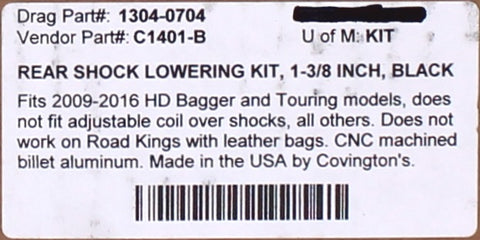 Drag Part#: 1304-0704
Vendor Part#: C1401-B
U of M: KIT
REAR SHOCK LOWERING KIT, 1-3/8 INCH, BLACK
Fits 2009-2016 HD Bagger and Touring models, does
not fit adjustable coil over shocks, all others. Does not
work on Road Kings with leather bags. CNC machined
billet aluminum. Made in the USA by Covington's.